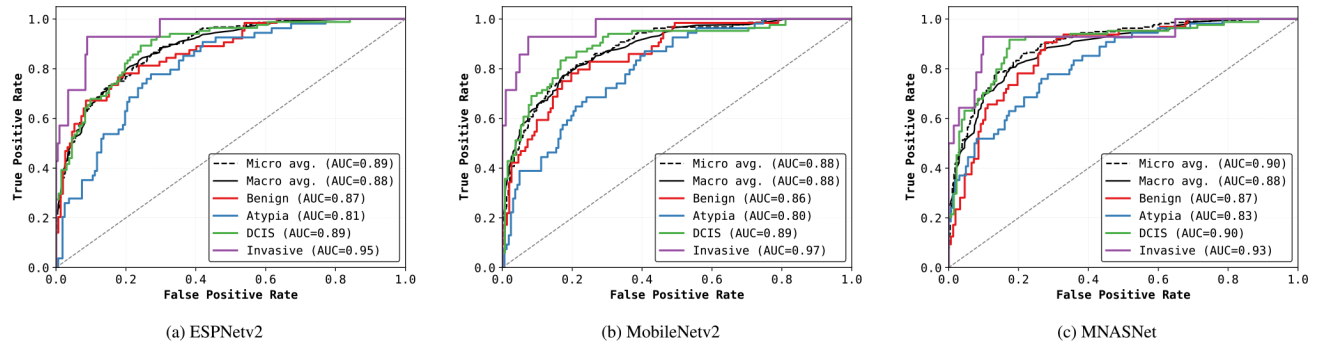 True Positive Rate
1.0
0.8
0.6
0.4
0.2
0.0
Micro avg. (AUC=0.89)
Macro avg. (AUC=0.88)
Benign (AUC=0.87)
Atypia (AUC=0.81)
DCIS (AUC=0.89)
Invasive (AUC=0.95)
0.0 0.2 0.4 0.6 0.8 1.0
False Positive Rate
(a) ESPNetv2
True Positive Rate
1.0
0.8
0.6
0.4
0.2
0.0
Micro avg. (AUC=0.88)
Macro avg. (AUC=0.88)
Benign (AUC=0.86)
Atypia (AUC=0.80)
DCIS (AUC=0.89)
Invasive (AUC=0.97)
0.0 0.2 0.4 0.6 0.8 1.0
False Positive Rate
(b) MobileNetv2
True Positive Rate
1.0
0.8
0.6
0.4
0.2
0.0
Micro avg. (AUC=0.90)
Macro avg. (AUC=0.88)
Benign (AUC=0.87)
Atypia (AUC=0.83)
DCIS (AUC=0.90)
Invasive (AUC=0.93)
0.0 0.2 0.4 0.6 0.8 1.0
False Positive Rate
(c) MNASNet